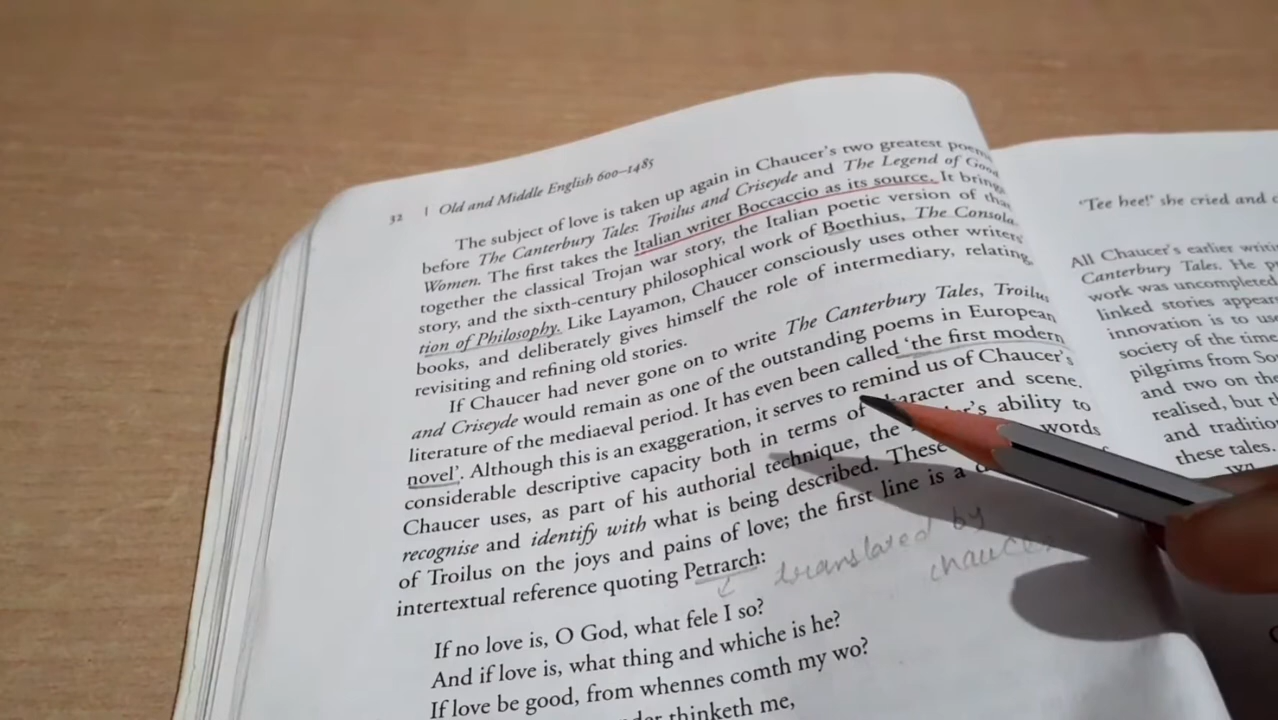 32 | Old and Middle English 600–1485
The subject of love is taken up again in Chaucer's two greatest poems
before The Canterbury Tales: Troilus and Criseyde and The Legend of Good
Women. The first takes the Italian writer Boccaccio as its source. It brings
together the classical Trojan war story, the Italian poetic version of that
story, and the sixth-century philosophical work of Boethius, The Consola-
tion of Philosophy. Like Layamon, Chaucer consciously uses other writers'
books, and deliberately gives himself the role of intermediary, relating,
revisiting and refining old stories.
If Chaucer had never gone on to write The Canterbury Tales, Troilus
and Criseyde would remain as one of the outstanding poems in European
literature of the mediaeval period. It has even been called 'the first modern
novel'. Although this is an exaggeration, it serves to remind us of Chaucer's
considerable descriptive capacity both in terms of character and scene.
Chaucer uses, as part of his authorial technique, the ability to
recognise and identify with what is being described. These words
of Troilus on the joys and pains of love; the first line is a
intertextual reference quoting Petrarch:
translated by
chaucer
If no love is, O God, what fele I so?
And if love is, what thing and whiche is he?
If love be good, from whennes comth my wo?
thinketh me,
'Tee hee!' she cried and
All Chaucer's earlier
Canterbury Tales. He
work was uncompleted
linked stories
innovation is to
society of the time
pilgrims from
and two on the
realised, but
and
these tales.